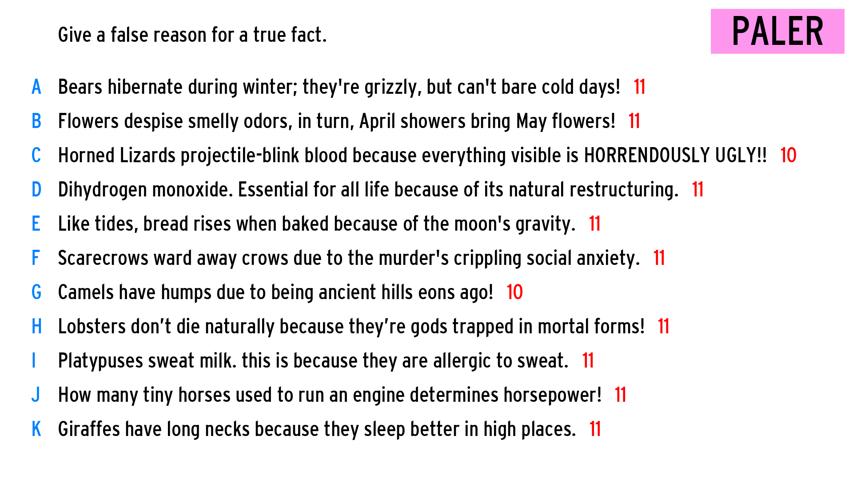 Give a false reason for a true fact.
PALER
A Bears hibernate during winter; they're grizzly, but can't bare cold days! 11
B Flowers despise smelly odors, in turn, April showers bring May flowers! 11
C Horned Lizards projectile-blink blood because everything visible is HORRENDOUSLY UGLY!! 10
D Dihydrogen monoxide. Essential for all life because of its natural restructuring. 11
E Like tides, bread rises when baked because of the moon's gravity. 11
F Scarecrows ward away crows due to the murder's crippling social anxiety. 11
G Camels have humps due to being ancient hills eons ago! 10
H Lobsters don’t die naturally because they’re gods trapped in mortal forms! 11
I Platypuses sweat milk. this is because they are allergic to sweat. 11
J How many tiny horses used to run an engine determines horsepower! 11
K Giraffes have long necks because they sleep better in high places. 11